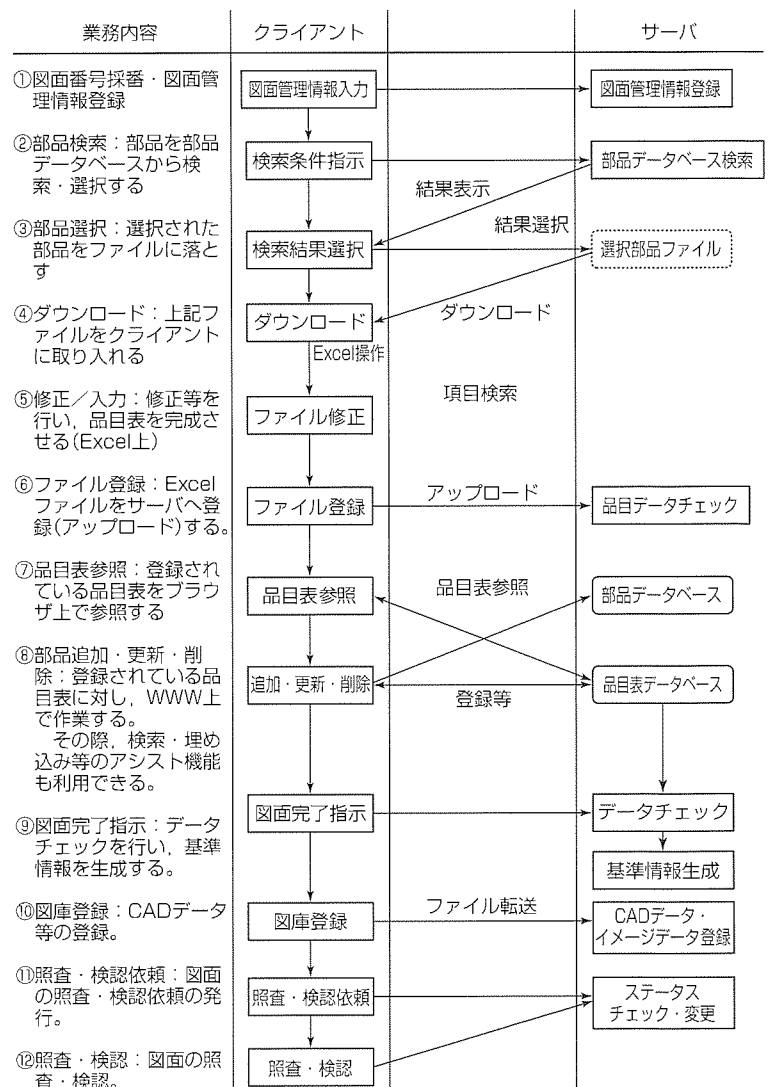 業務内容
クライアント
サーバ
①図面番号採番・図面管
理情報登録
図面管理情報入力
図面管理情報登録
②部品検索：部品を部品
データベースから検
索・選択する
検索条件指示
部品データベース検索
結果表示
③部品選択：選択された
部品をファイルに落と
す
検索結果選択
結果選択
選択部品ファイル
④ダウンロード：上記フ
ァイルをクライアント
に取り入れる
ダウンロード
ダウンロード
Excel操作
⑤修正／入力：修正等を
行い，品目表を完成さ
せる(Excel上)
ファイル修正
項目検索
⑥ファイル登録：Excel
ファイルをサーバへ登
録(アップロード)する。
ファイル登録
アップロード
品目データチェック
⑦品目表参照：登録され
ている品目表をブラウ
ザ上で参照する
品目表参照
品目表参照
部品データベース
⑧部品追加・更新・削
除：登録されている品
目表に対し，WWW上
で作業する。
その際，検索・埋め
込み等のアシスト機能
も利用できる。
追加・更新・削除
登録等
品目表データベース
⑨図面完了指示：データ
チェックを行い，基準
情報を生成する。
図面完了指示
データチェック
基準情報生成
⑩図庫登録：CADデータ
等の登録。
図庫登録
ファイル転送
CADデータ・
イメージデータ登録
⑪照査・検認依頼：図面
の照査・検認依頼の発
行。
照査・検認依頼
ステータス
チェック・変更
⑫照査・検認：図面の照
査・検認。
照査・検認